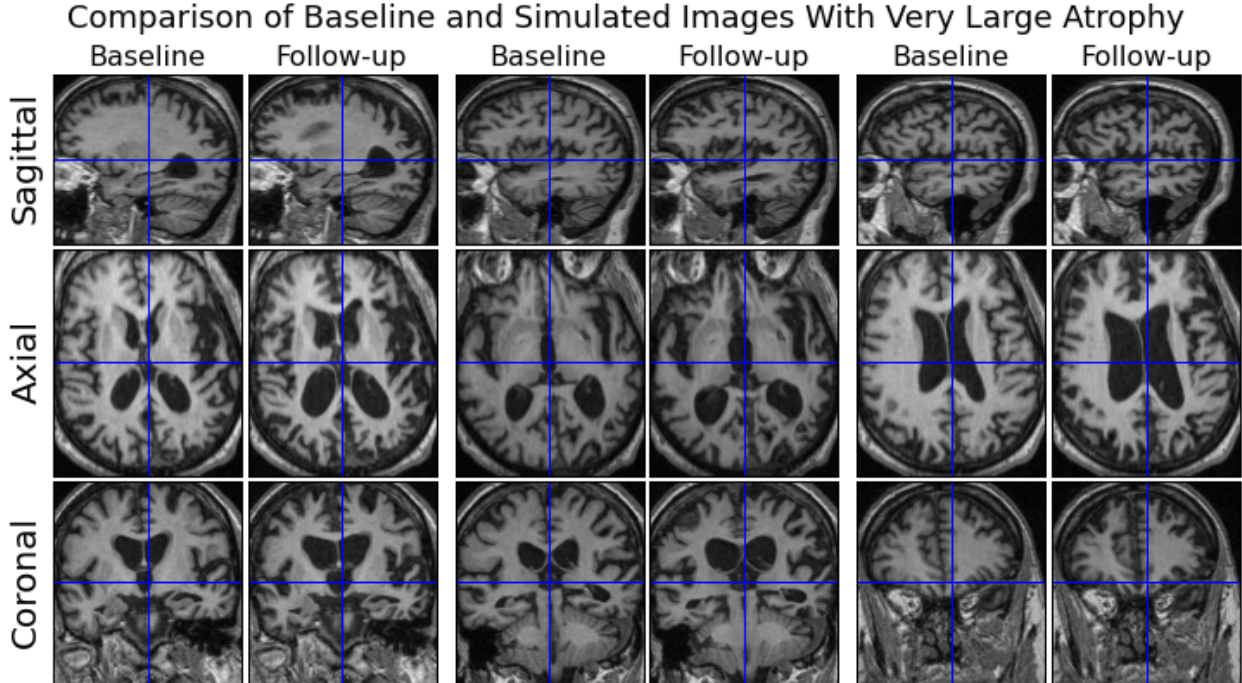 Comparison of Baseline and Simulated Images With Very Large Atrophy
Baseline Follow-up Baseline Follow-up Baseline Follow-up
Sagittal
Axial
Coronal